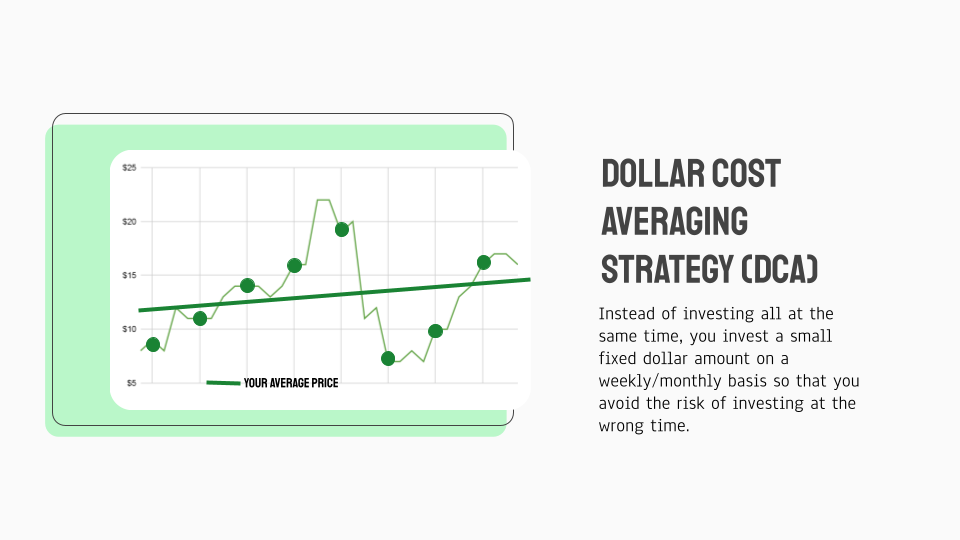 $25
$20
$15
$10
$5
YOUR AVERAGE PRICE
DOLLAR COST
AVERAGING
STRATEGY (DCA)
Instead of investing all at the
same time, you invest a small
fixed dollar amount on a
weekly/monthly basis so that you
avoid the risk of investing at the
wrong time.